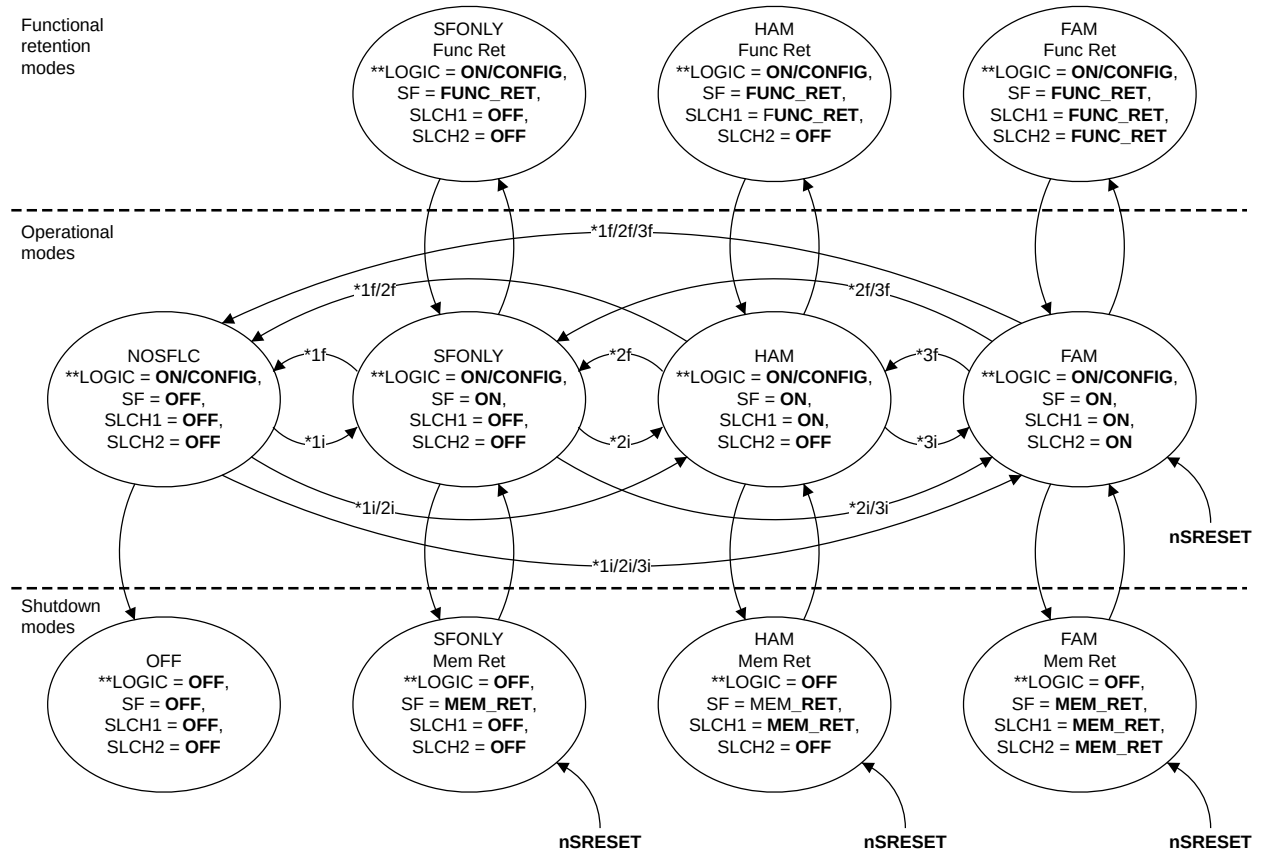 Functional
retention
modes
SFONLY
Func Ret
**LOGIC = ON/CONFIG,
SF = FUNC_RET,
SLCH1 = OFF,
SLCH2 = OFF
HAM
Func Ret
**LOGIC = ON/CONFIG,
SF = FUNC_RET,
SLCH1 = FUNC_RET,
SLCH2 = OFF
FAM
Func Ret
**LOGIC = ON/CONFIG,
SF = FUNC_RET,
SLCH1 = FUNC_RET,
SLCH2 = FUNC_RET
Operational
modes
*1f/2f/3f
*1f/2f
*2f/3f
NOSFLC
**LOGIC = ON/CONFIG,
SF = OFF,
SLCH1 = OFF,
SLCH2 = OFF
*1f
*1i
SFONLY
**LOGIC = ON/CONFIG,
SF = ON,
SLCH1 = OFF,
SLCH2 = OFF
*2f
*2i
HAM
**LOGIC = ON/CONFIG,
SF = ON,
SLCH1 = ON,
SLCH2 = OFF
*3f
*3i
FAM
**LOGIC = ON/CONFIG,
SF = ON,
SLCH1 = ON,
SLCH2 = ON
*1i/2i
*2i/3i
nSRESET
*1i/2i/3i
Shutdown
modes
OFF
**LOGIC = OFF,
SF = OFF,
SLCH1 = OFF,
SLCH2 = OFF
SFONLY
Mem Ret
**LOGIC = OFF,
SF = MEM_RET,
SLCH1 = OFF,
SLCH2 = OFF
HAM
Mem Ret
**LOGIC = OFF
SF = MEM_RET,
SLCH1 = MEM_RET,
SLCH2 = OFF
FAM
Mem Ret
**LOGIC = OFF,
SF = MEM_RET,
SLCH1 = MEM_RET,
SLCH2 = MEM_RET
nSRESET
nSRESET
nSRESET